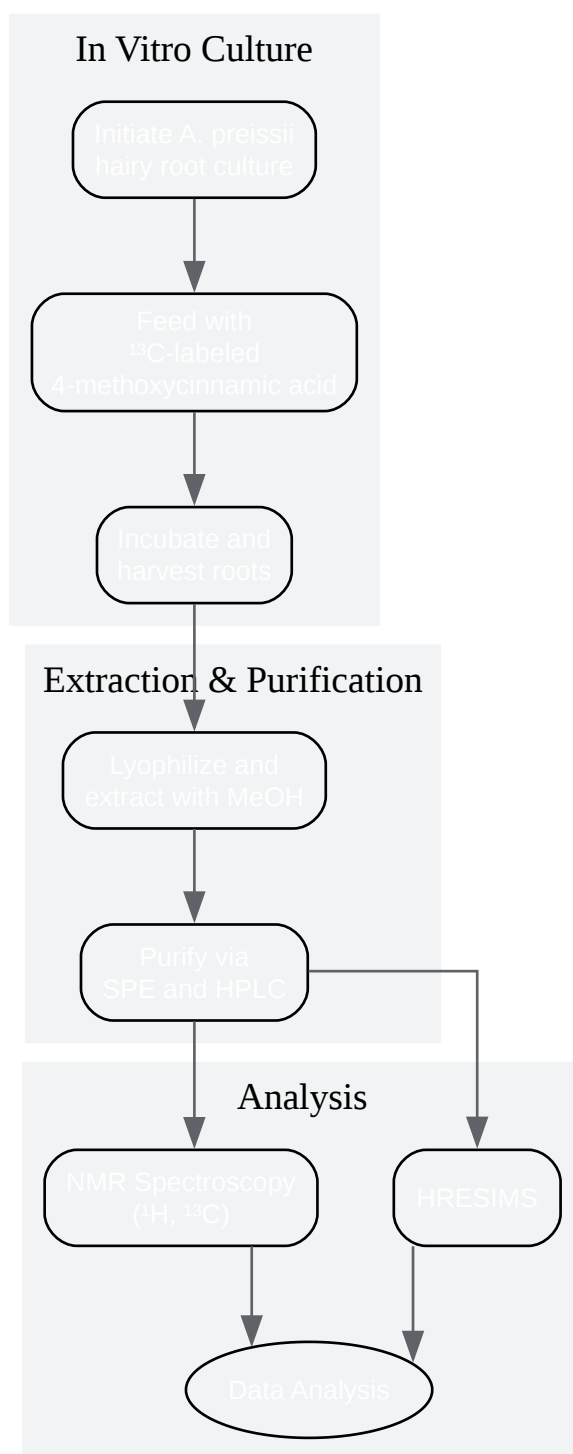 In Vitro Culture
Initiate A. preissii
hairy root culture
Feed with
¹³C-labeled
4-methoxycinnamic acid
Incubate and
harvest roots
Extraction & Purification
Lyophilize and
extract with MeOH
Purify via
SPE and HPLC
Analysis
NMR Spectroscopy
(¹H, ¹³C)
HRESIMS
Data Analysis